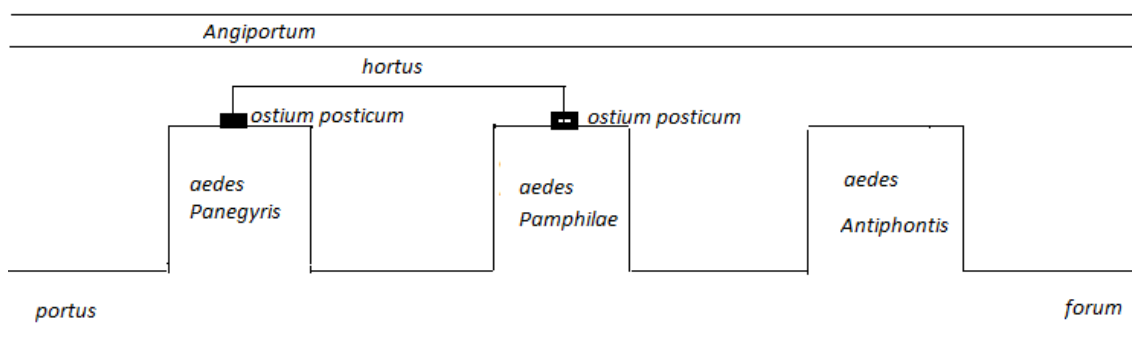 Angiportum
hortus
ostium posticum
ostium posticum
aedes
Panegyris
aedes
Pamphilae
aedes
Antiphontis
portus
forum